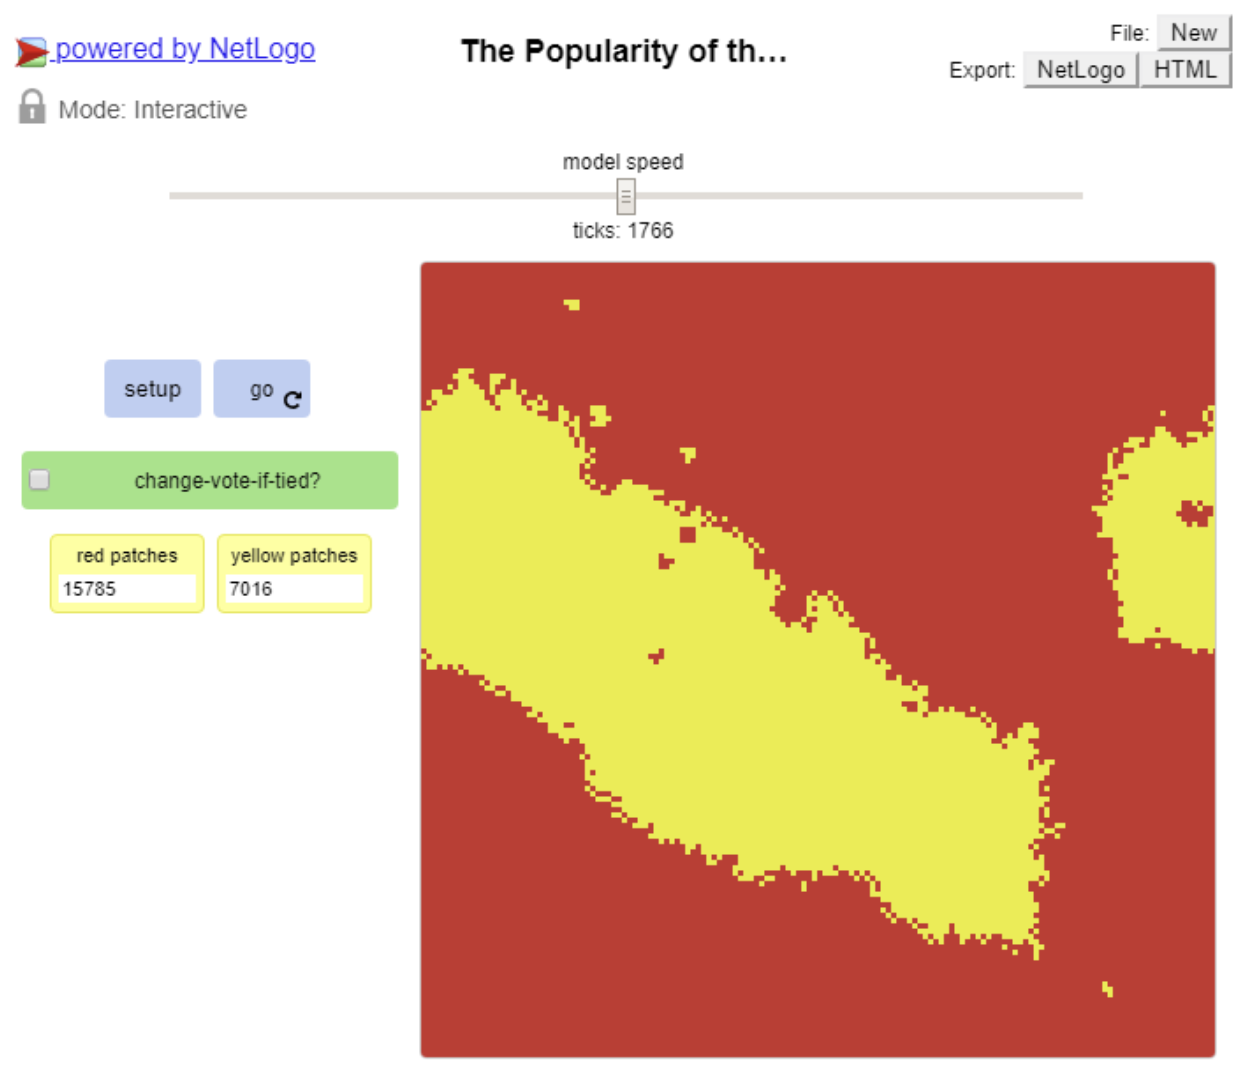 powered by NetLogo
The Popularity of th...
File: New
Export: NetLogo HTML
Mode: Interactive
model speed
ticks: 1766
setup
go
change-vote-if-tied?
red patches
15785
yellow patches
7016